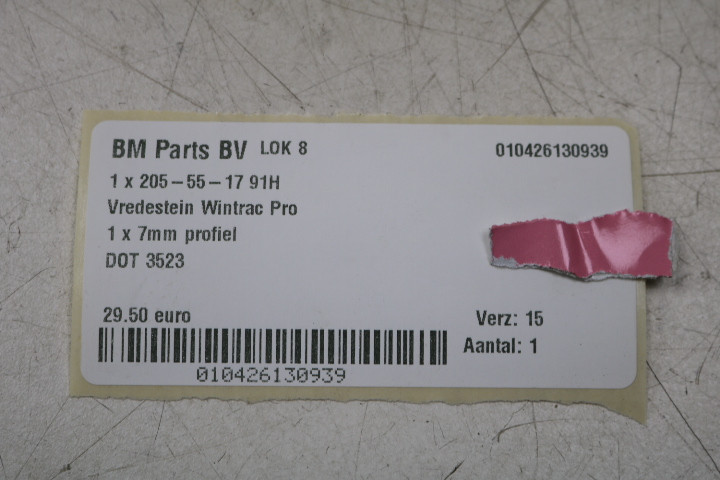 BM Parts BV LOK 8 010426130939
1 x 205-55-17 91H
Vredestein Wintrac Pro
1 x 7mm profiel
DOT 3523
29.50 euro Verz: 15
Aantal: 1
010426130939